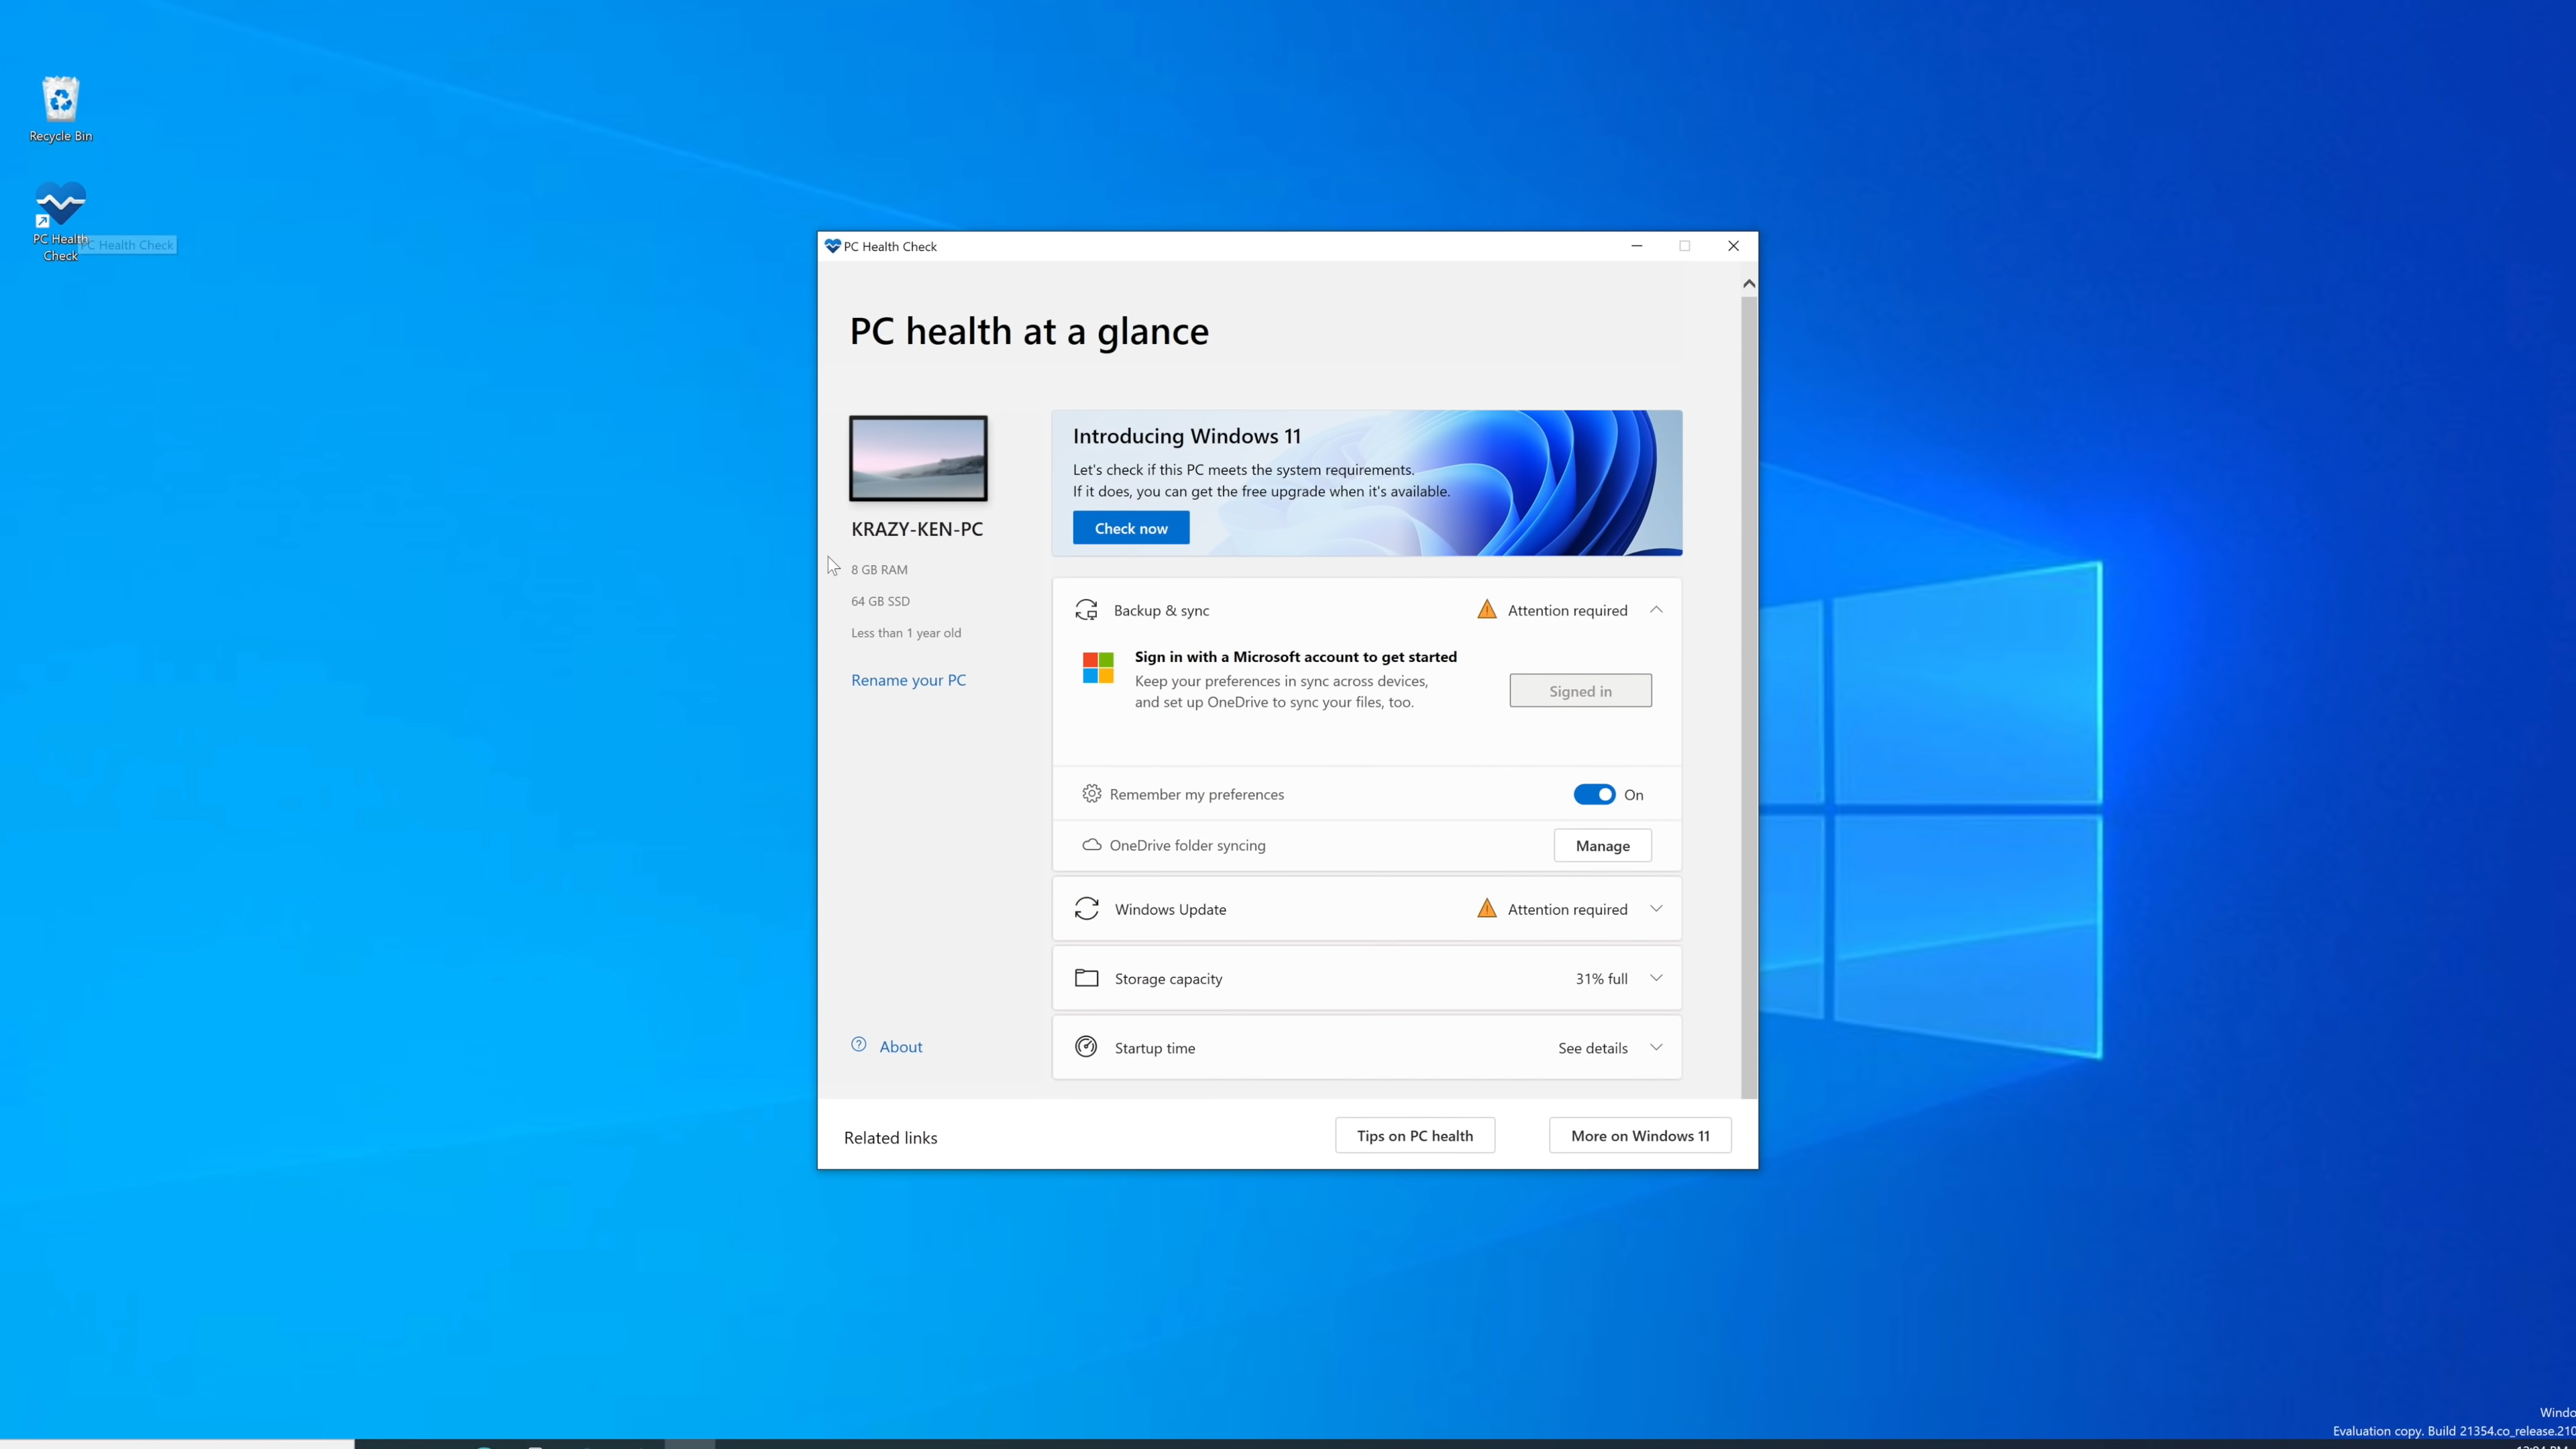 Recycle Bin
PC Health
Check
PC Health Check
PC Health Check
PC health at a glance
KRAZY-KEN-PC
8 GB RAM
64 GB SSD
Less than 1 year old
Rename your PC
About
Introducing Windows 11
Let's check if this PC meets the system requirements.
If it does, you can get the free upgrade when it's available.
Check now
Backup & sync
Attention required
Sign in with a Microsoft account to get started
Keep your preferences in sync across devices,
and set up OneDrive to sync your files, too.
Signed in
Remember my preferences
On
OneDrive folder syncing
Manage
Windows Update
Attention required
Storage capacity
31% full
Startup time
See details
Related links
Tips on PC health
More on Windows 11
Windo
Evaluation copy. Build 21354.co_release.210